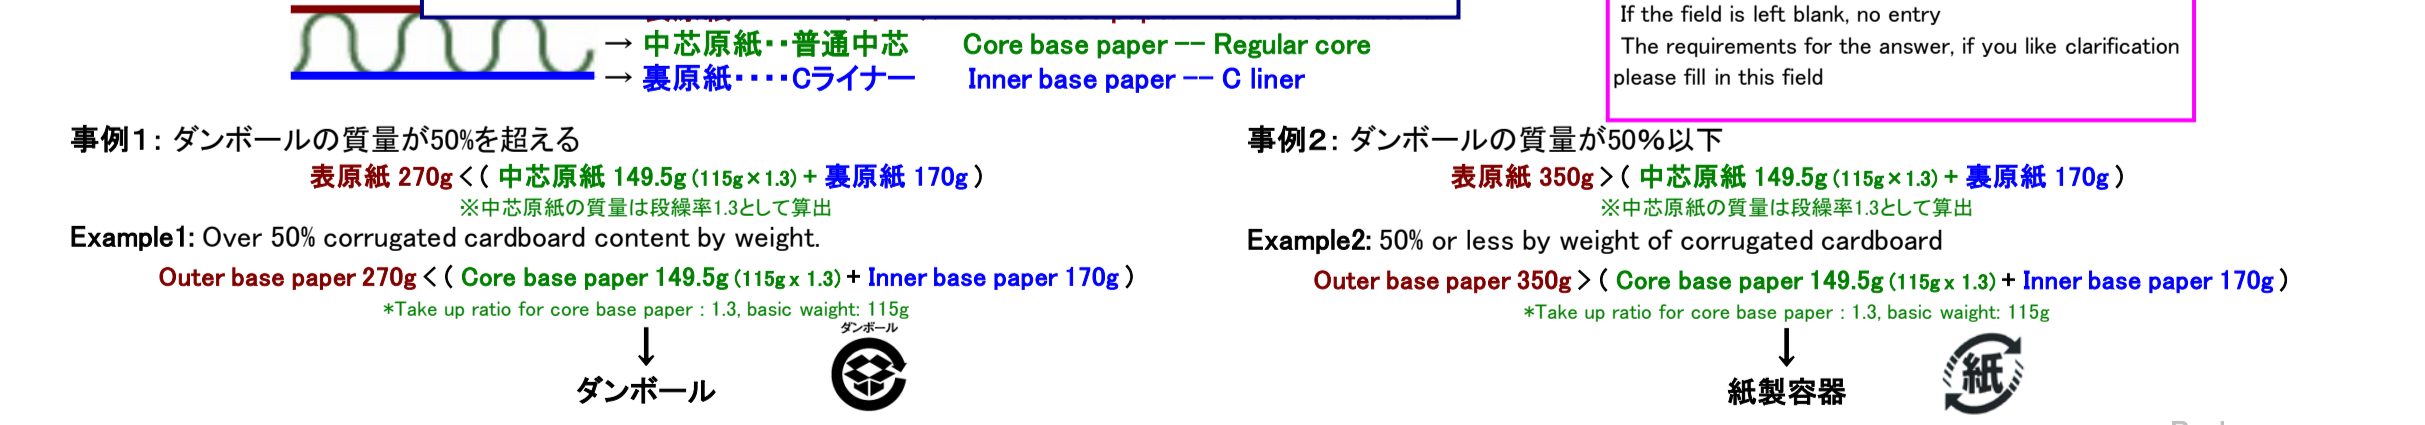 → 中芯原紙・・普通中芯 Core base paper -- Regular core
→ 裏原紙・・・・Cライナー Inner base paper -- C liner
If the field is left blank, no entry
The requirements for the answer, if you like clarification
please fill in this field
事例１： ダンボールの質量が50%を超える
表原紙 270g <（ 中芯原紙 149.5g (115g×1.3) + 裏原紙 170g ）
※中芯原紙の質量は段繰率1.3として算出
Example1: Over 50% corrugated cardboard content by weight.
Outer base paper 270g < ( Core base paper 149.5g (115g x 1.3) + Inner base paper 170g )
*Take up ratio for core base paper : 1.3, basic waight: 115g
↓
ダンボール
ダンボール
事例２： ダンボールの質量が50％以下
表原紙 350g >（ 中芯原紙 149.5g (115g×1.3) + 裏原紙 170g ）
※中芯原紙の質量は段繰率1.3として算出
Example2: 50% or less by weight of corrugated cardboard
Outer base paper 350g > ( Core base paper 149.5g (115g x 1.3) + Inner base paper 170g )
*Take up ratio for core base paper : 1.3, basic waight: 115g
↓
紙
紙製容器